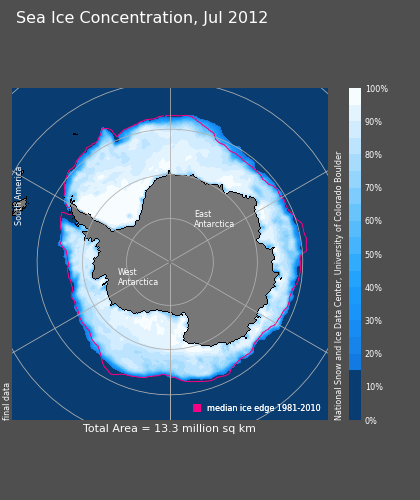 Sea Ice Concentration, Jul 2012
South America
East
Antarctica
West
Antarctica
final data
median ice edge 1981-2010
Total Area = 13.3 million sq km
National Snow and Ice Data Center, University of Colorado Boulder
100%
90%
80%
70%
60%
50%
40%
30%
20%
10%
0%